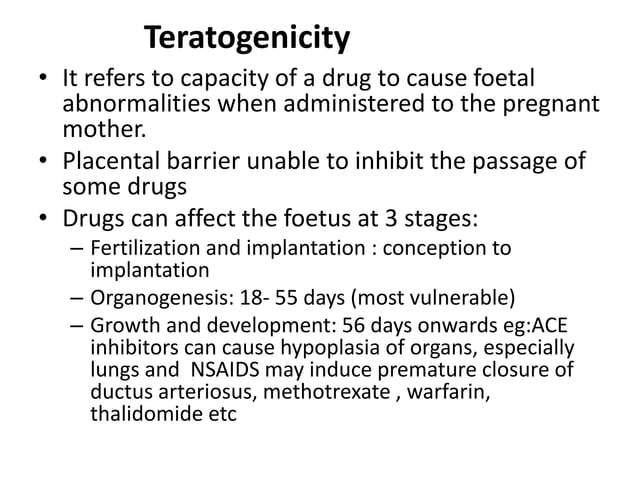 Teratogenicity
• It refers to capacity of a drug to cause foetal
abnormalities when administered to the pregnant
mother.
• Placental barrier unable to inhibit the passage of
some drugs
• Drugs can affect the foetus at 3 stages:
– Fertilization and implantation : conception to
implantation
– Organogenesis: 18- 55 days (most vulnerable)
– Growth and development: 56 days onwards eg:ACE
inhibitors can cause hypoplasia of organs, especially
lungs and  NSAIDS may induce premature closure of
ductus arteriosus, methotrexate , warfarin,
thalidomide etc